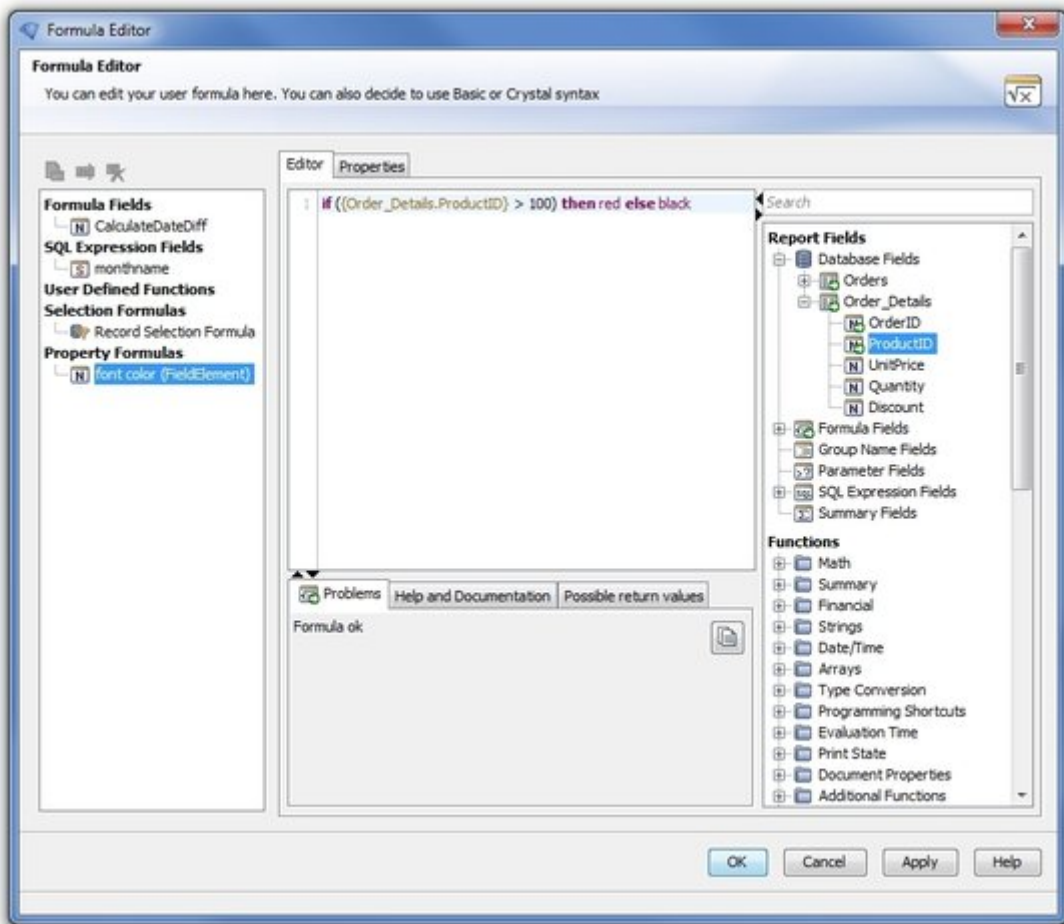 Formula Editor
Formula Editor
You can edit your user formula here. You can also decide to use Basic or Crystal syntax
Formula Fields
CalculateDateDiff
SQL Expression Fields
monthname
User Defined Functions
Selection Formulas
Record Selection Formula
Property Formulas
font color (FieldElement)
Editor
Properties
1 if ({Order_Details.ProductID} > 100) then red else black
Problems
Help and Documentation
Possible return values
Formula ok
Search
Report Fields
Database Fields
Orders
Order_Details
OrderID
ProductID
UnitPrice
Quantity
Discount
Formula Fields
Group Name Fields
Parameter Fields
SQL Expression Fields
Summary Fields
Functions
Math
Summary
Financial
Strings
Date/Time
Arrays
Type Conversion
Programming Shortcuts
Evaluation Time
Print State
Document Properties
Additional Functions
OK
Cancel
Apply
Help